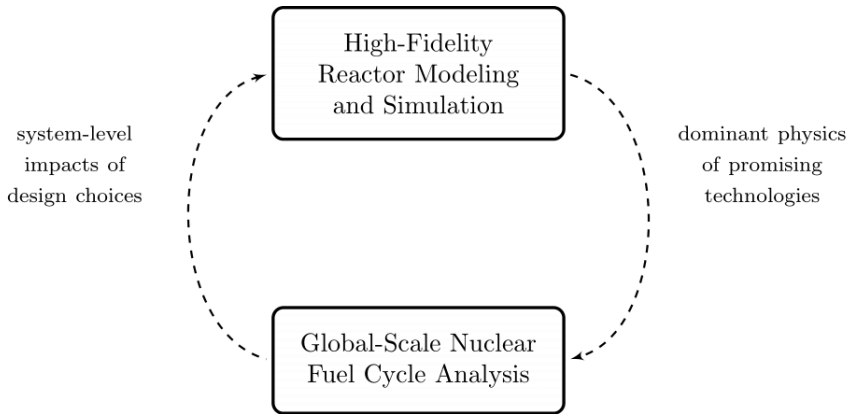 High-Fidelity
Reactor Modeling
and Simulation
system-level
impacts of
design choices
dominant physics
of promising
technologies
Global-Scale Nuclear
Fuel Cycle Analysis